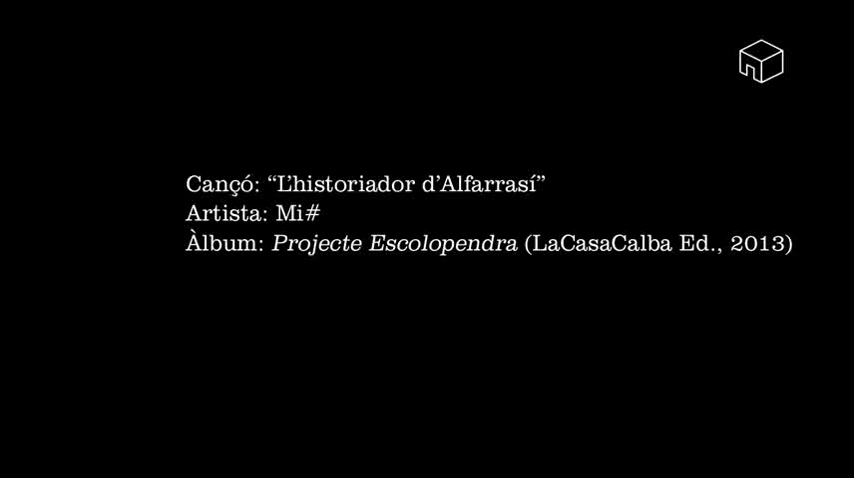 Cançó: “L’historiador d’Alfarrasí”
Artista: Mi#
Àlbum: Projecte Escolopendra (LaCasaCalba Ed., 2013)